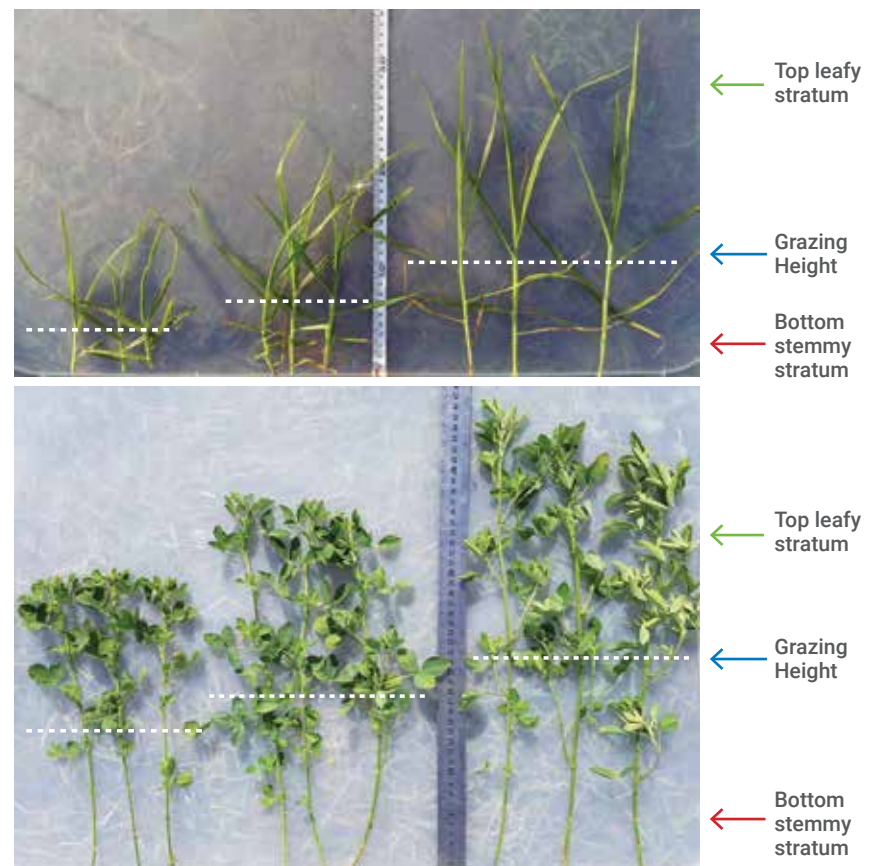 Top leafy
stratum
Grazing
Height
Bottom
stemmy
stratum
Top leafy
stratum
Grazing
Height
Bottom
stemmy
stratum